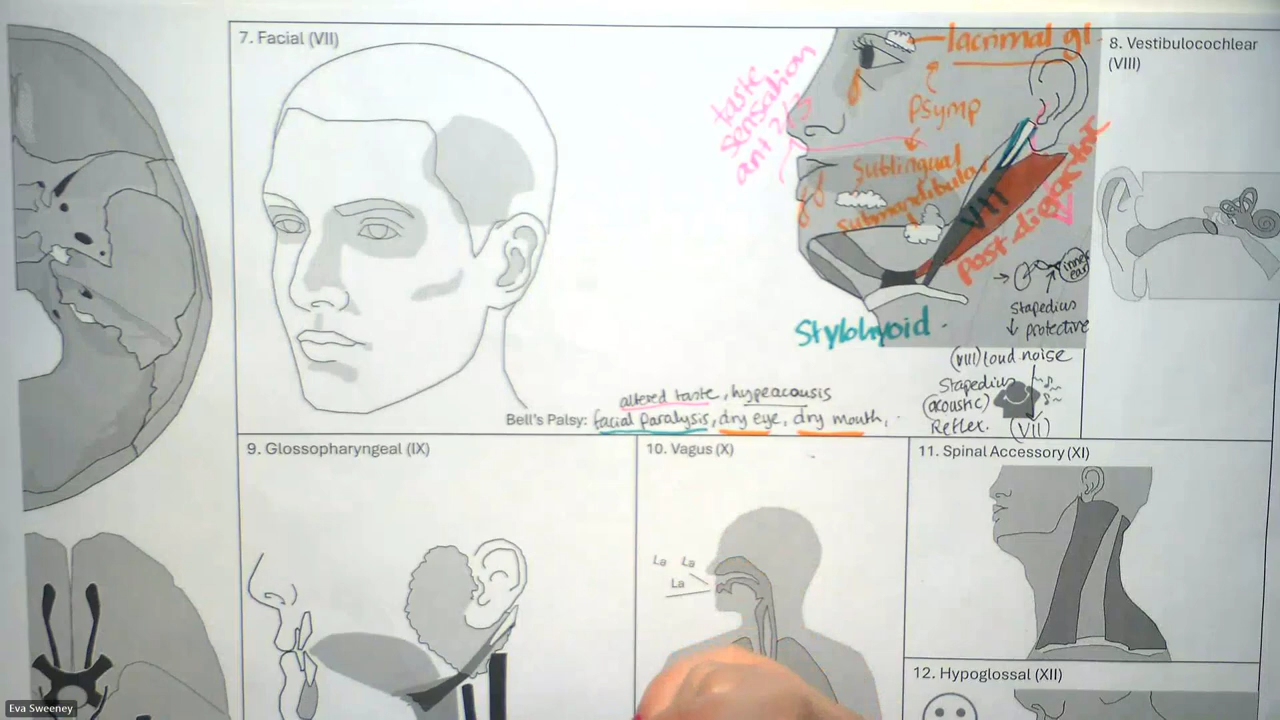 7. Facial (VII)
lacrimal gl
taste
sensation
ant 2/3
Psymp
Sublingual
submandibular
VII
Post. digastric
Stylohyoid
inner
ear
Stapedius
↓ protective
(VIII) loud noise
Stapedius
(acoustic)
Reflex.
(VII)
altered taste, hypeacousis
Bell's Palsy: facial paralysis, dry eye, dry mouth,
8. Vestibulocochlear
(VIII)
9. Glossopharyngeal (IX)
10. Vagus (X)
La La
La
11. Spinal Accessory (XI)
12. Hypoglossal (XII)
Eva Sweeney